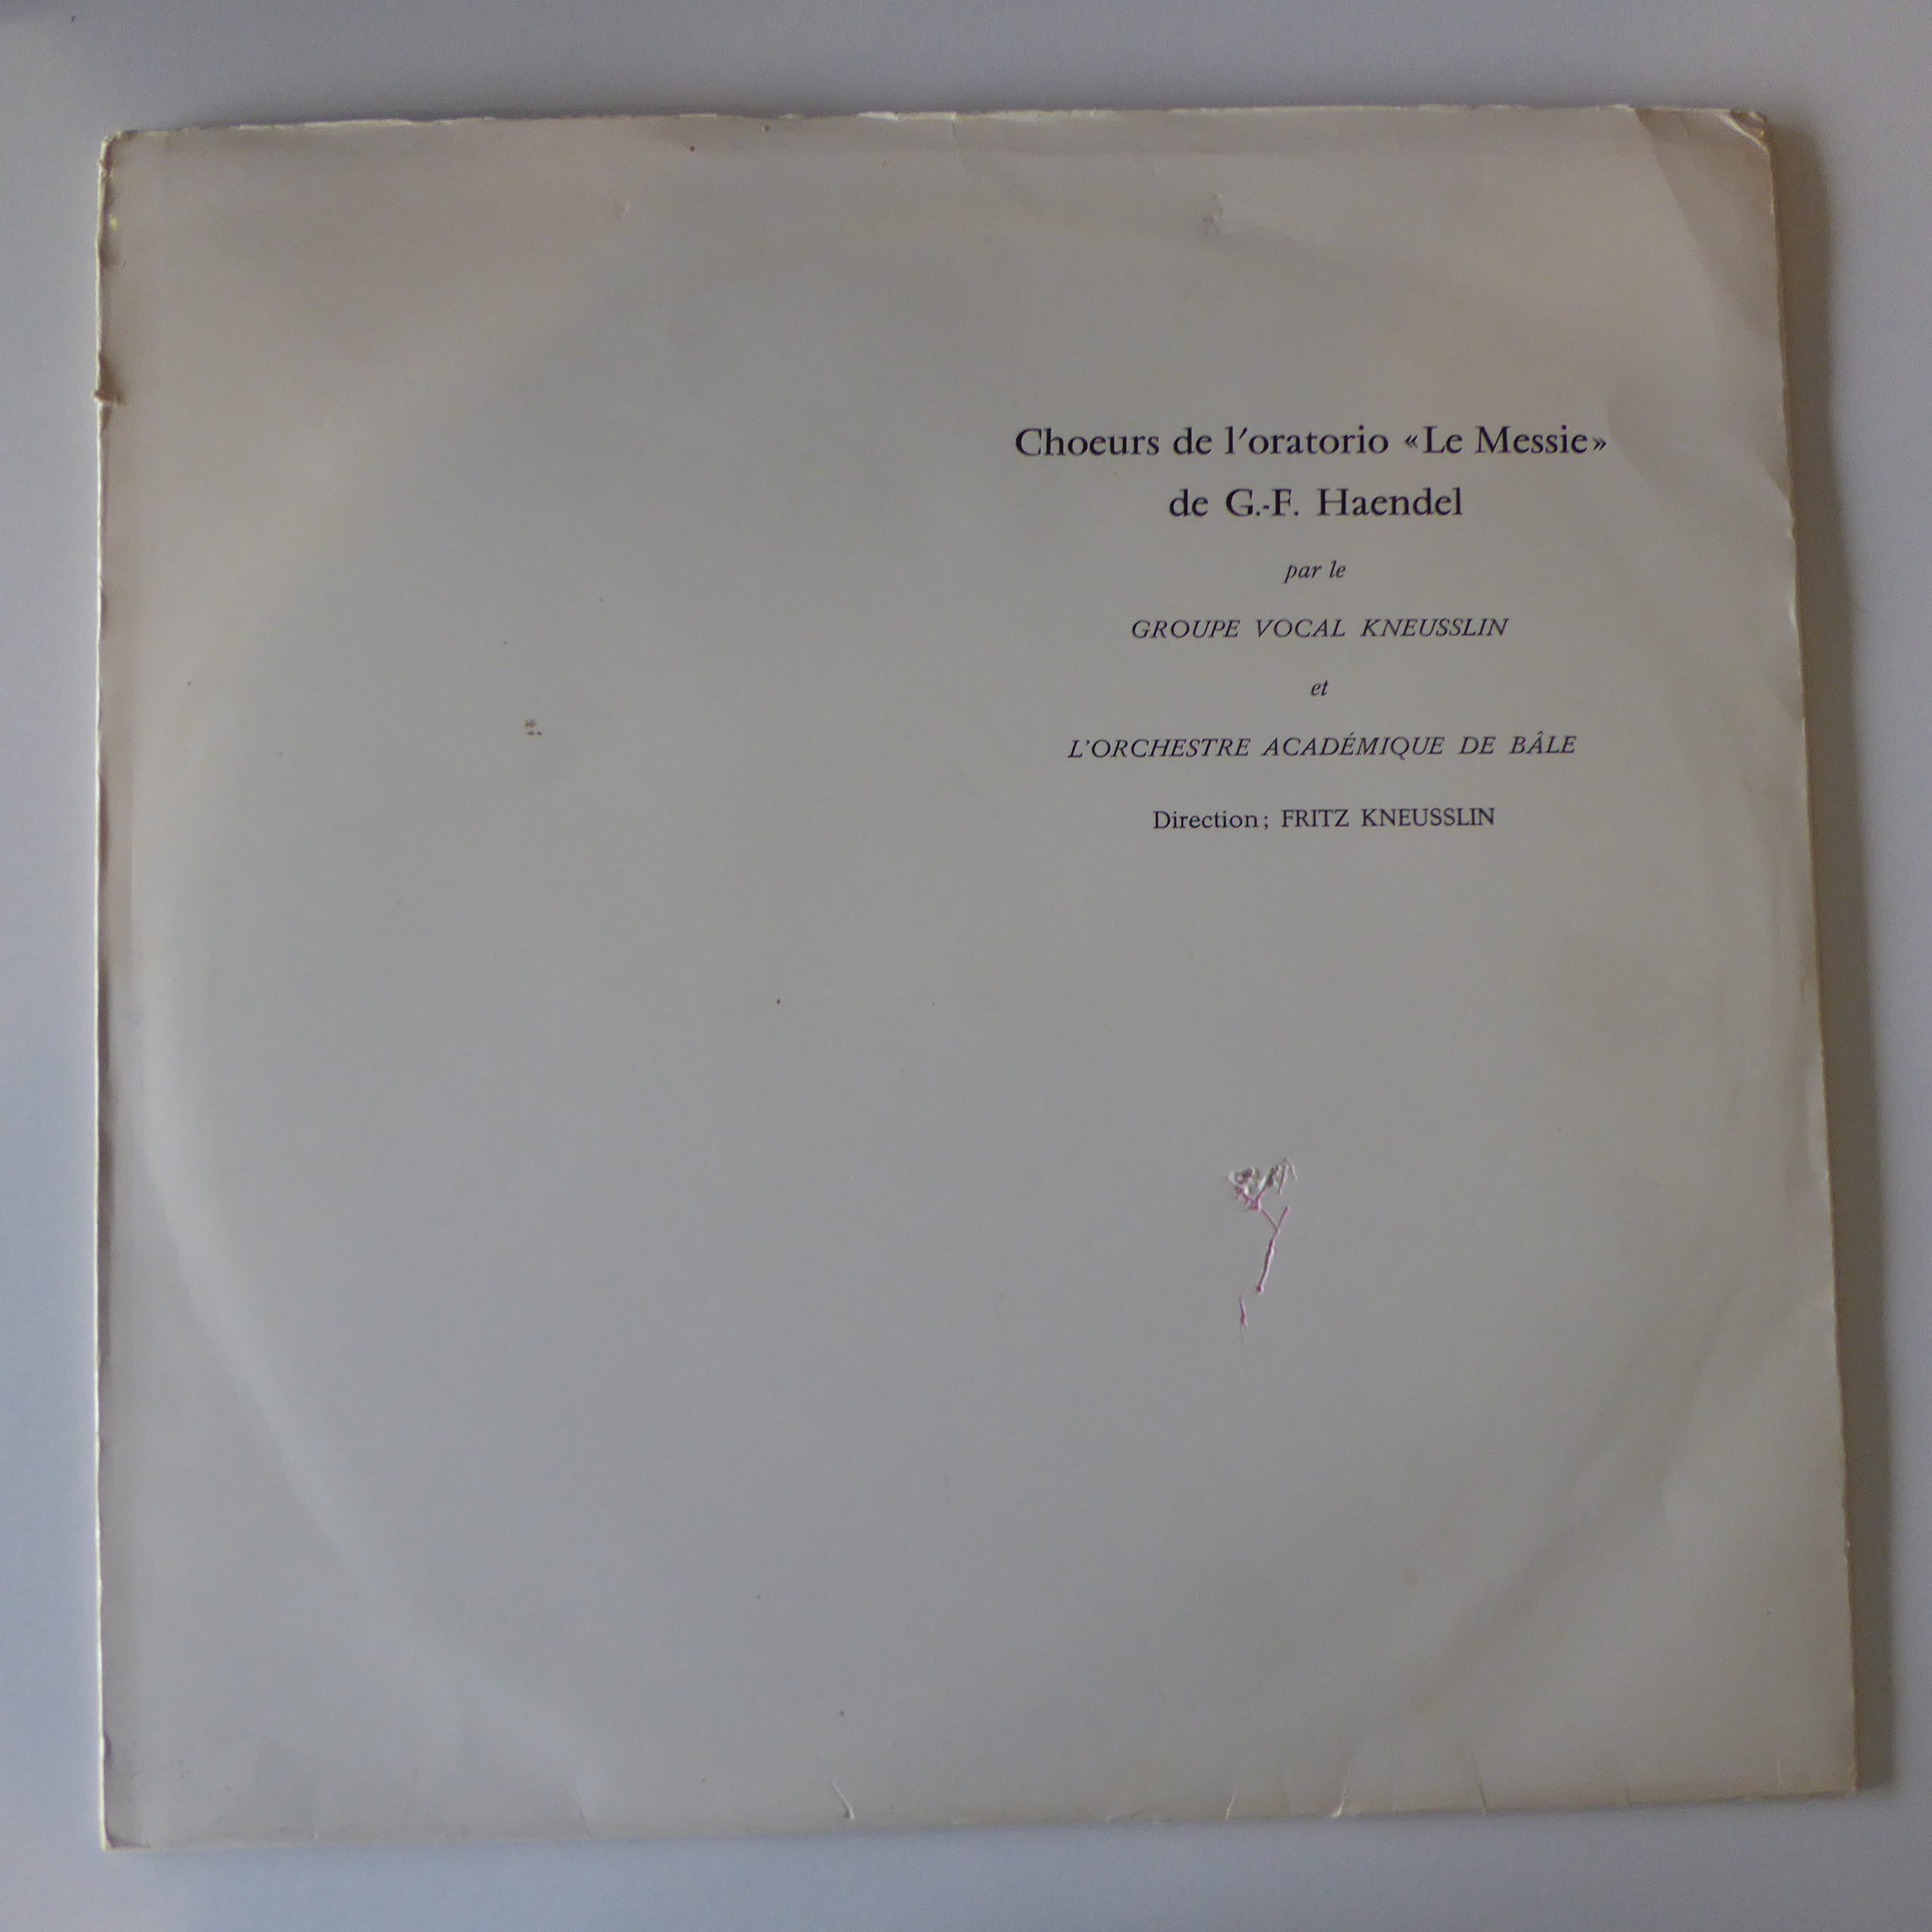 Choeurs de l'oratorio «Le Messie»
de G.-F. Haendel
par le
GROUPE VOCAL KNEUSSLIN
et
L'ORCHESTRE ACADÉMIQUE DE BÂLE
Direction; FRITZ KNEUSSLIN